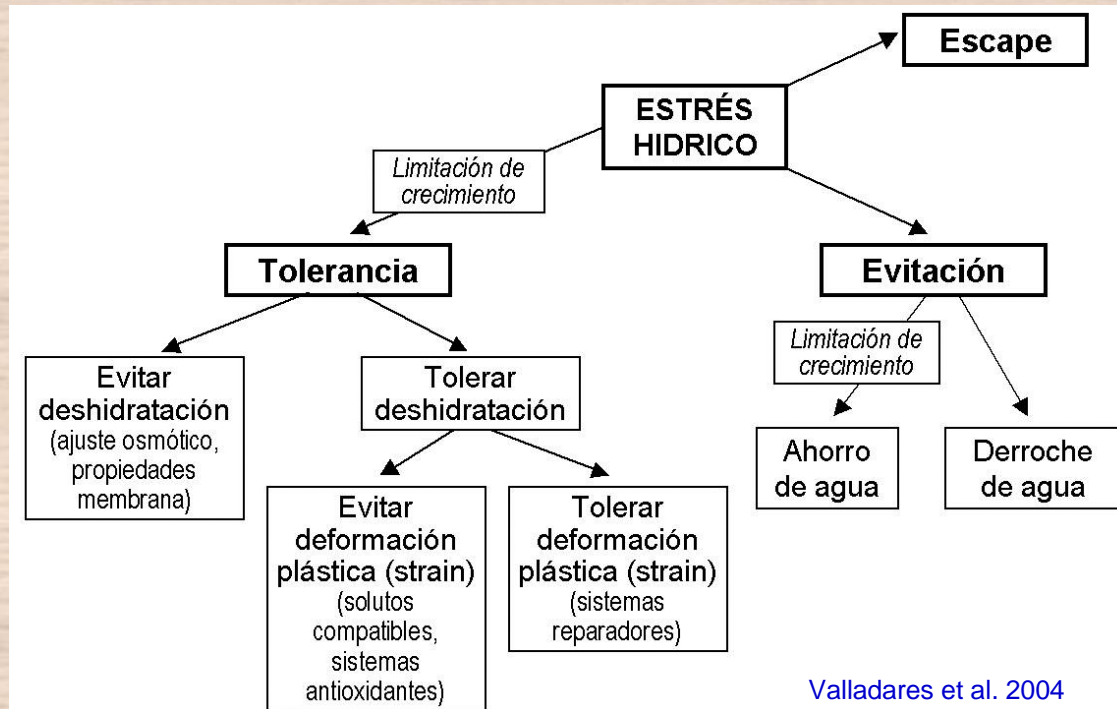 Escape
ESTRÉS
HIDRICO
Limitación de
crecimiento
Tolerancia
Evitación
Limitación de
crecimiento
Evitar
deshidratación
(ajuste osmótico,
propiedades
membrana)
Tolerar
deshidratación
Ahorro
de agua
Derroche
de agua
Evitar
deformación
plástica (strain)
(solutos
compatibles,
sistemas
antioxidantes)
Tolerar
deformación
plástica (strain)
(sistemas
reparadores)
Valladares et al. 2004